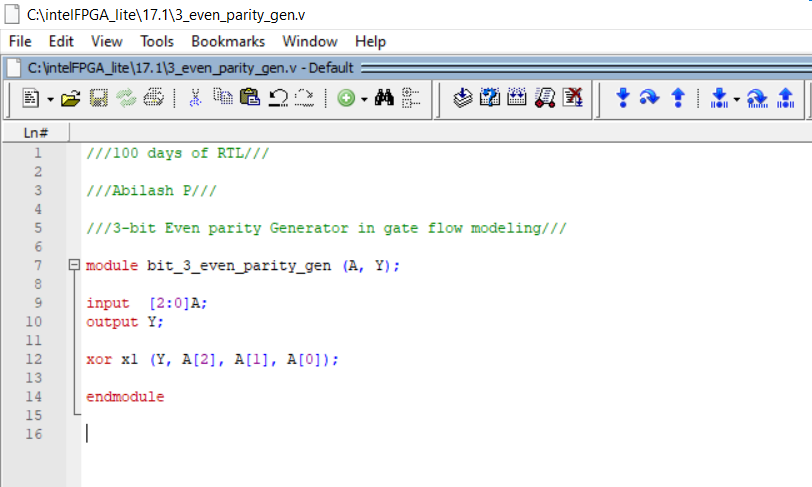 C:\intelFPGA_lite\17.1\3_even_parity_gen.v
File Edit View Tools Bookmarks Window Help
C:\intelFPGA_lite\17.1\3_even_parity_gen.v - Default
Ln#
1 ///100 days of RTL///
2
3 ///Abilash P///
4
5 ///3-bit Even parity Generator in gate flow modeling///
6
7 module bit_3_even_parity_gen (A, Y);
8
9 input  [2:0]A;
10 output Y;
11
12 xor x1 (Y, A[2], A[1], A[0]);
13
14 endmodule
15
16